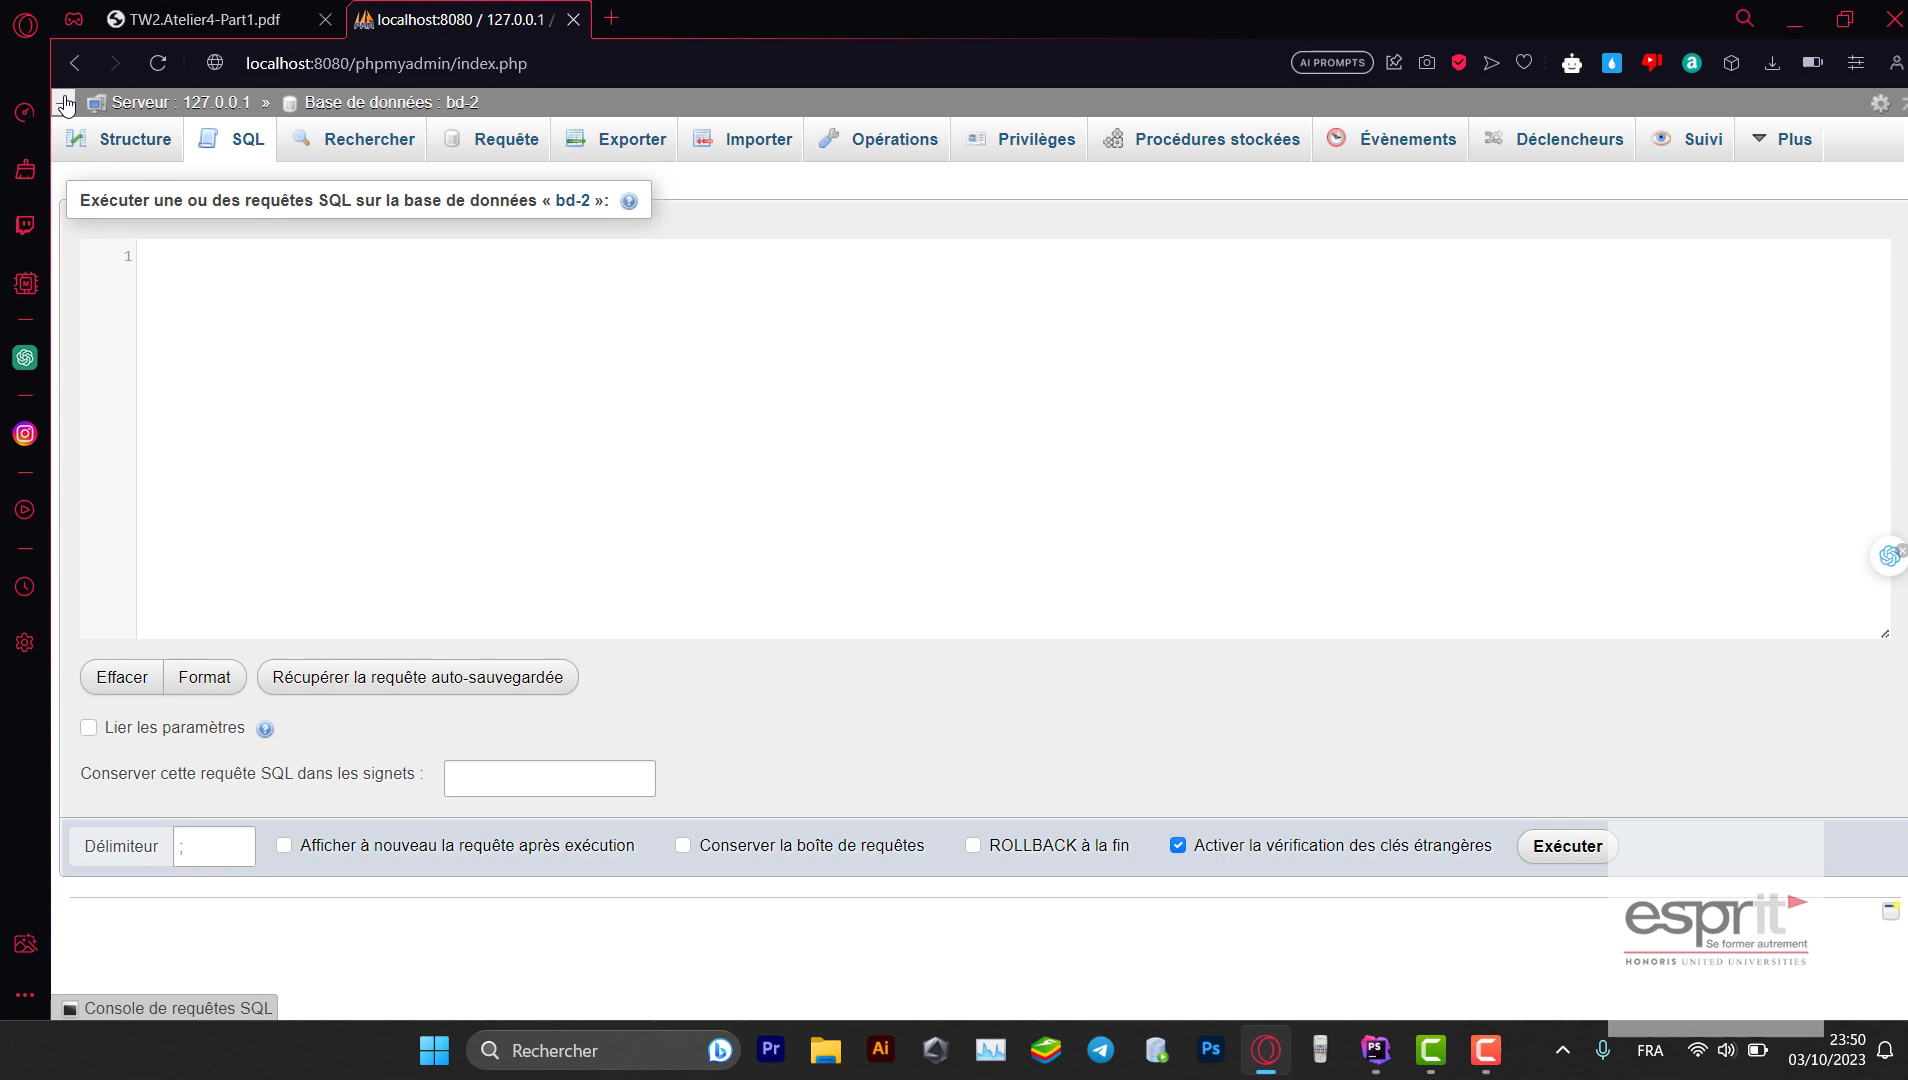 TW2.Atelier4-Part1.pdf
localhost:8080 / 127.0.0.1 /
localhost:8080/phpmyadmin/index.php
AI PROMPTS
Serveur : 127.0.0.1 » Base de données : bd-2
Structure SQL Rechercher Requête Exporter Importer Opérations Privilèges Procédures stockées Évènements Déclencheurs Suivi Plus
Exécuter une ou des requêtes SQL sur la base de données « bd-2 »:
1
Effacer Format Récupérer la requête auto-sauvegardée
Lier les paramètres
Conserver cette requête SQL dans les signets :
Délimiteur ; Afficher à nouveau la requête après exécution Conserver la boîte de requêtes ROLLBACK à la fin Activer la vérification des clés étrangères Exécuter
esprit
Se former autrement
HONORIS UNITED UNIVERSITIES
Console de requêtes SQL
Rechercher
Pr
Ai
Ps
PS
FRA
23:50
03/10/2023